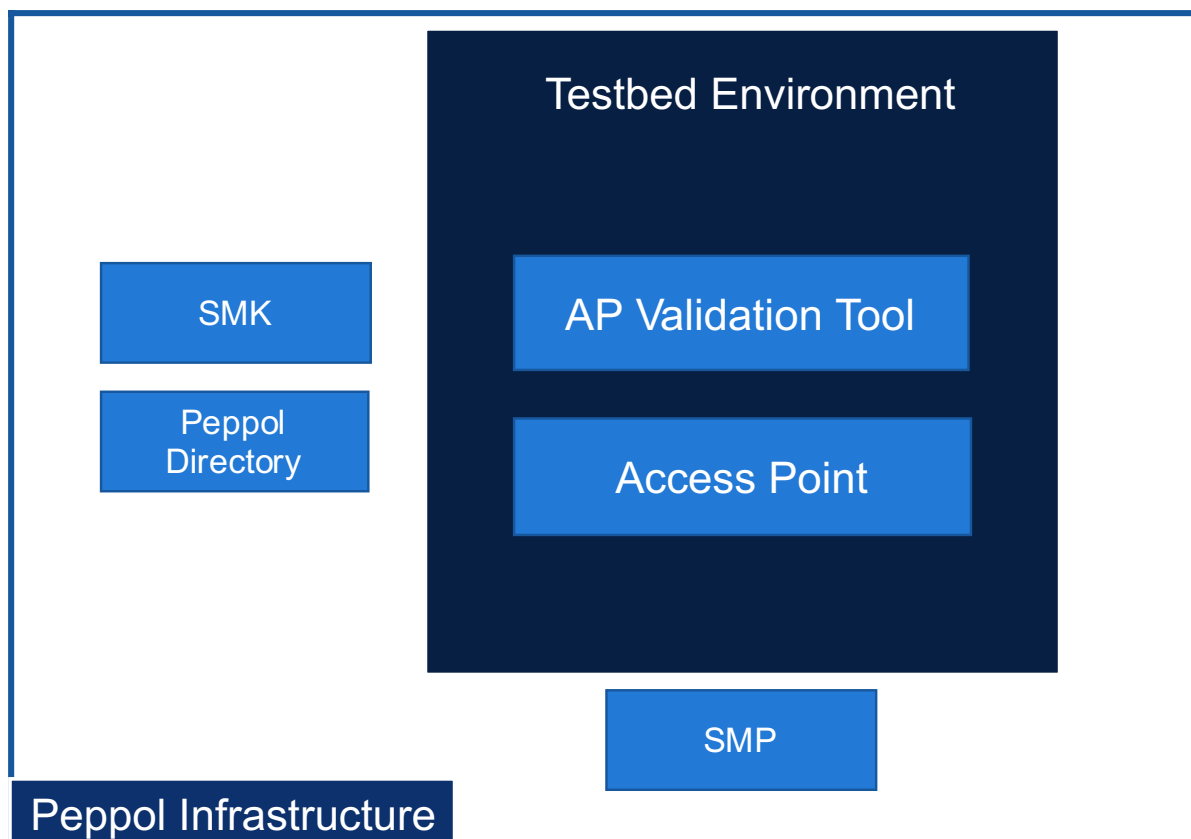 Testbed Environment
SMK
AP Validation Tool
Peppol
Directory
Access Point
SMP
Peppol Infrastructure